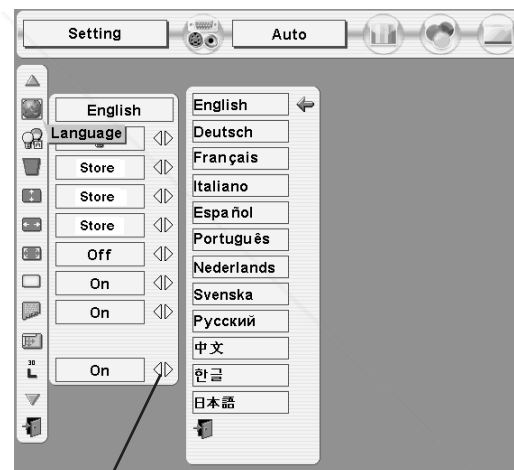 Setting
Auto
English
Language
Store
Store
Store
Off
On
On
30
On
English
Deutsch
Français
Italiano
Español
Português
Nederlands
Svenska
Русский
中文
한글
日本語